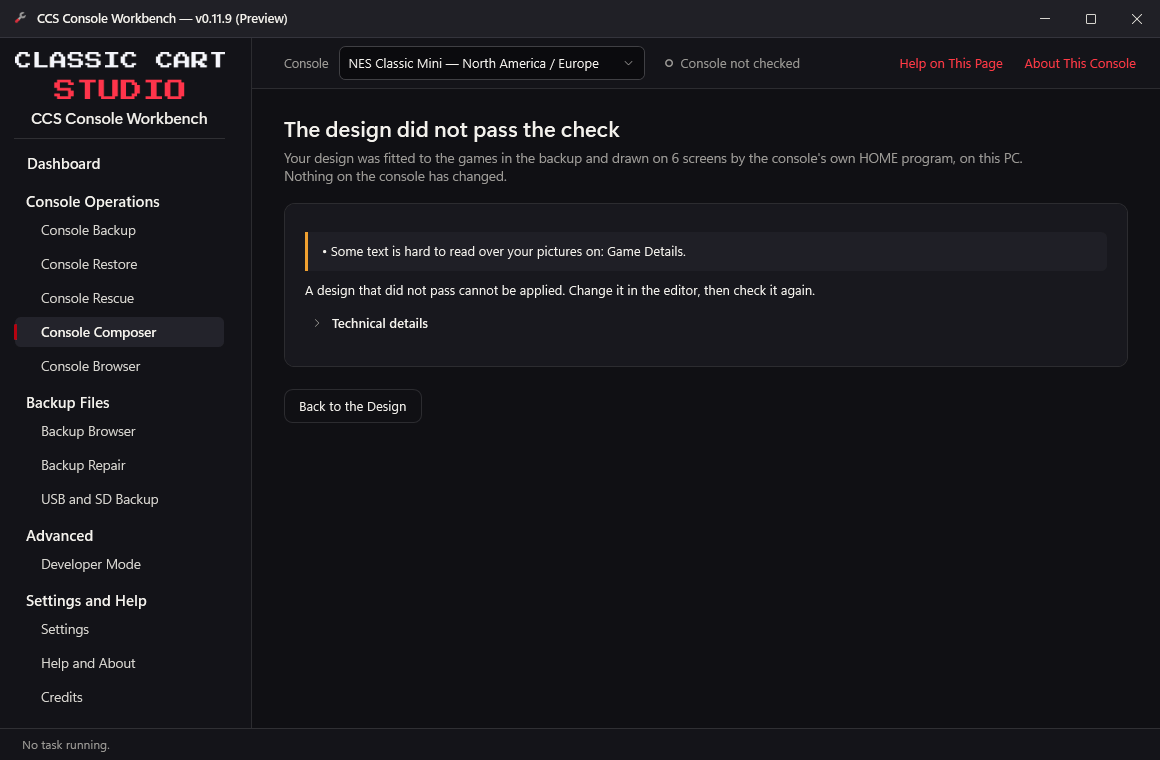 CCS Console Workbench — v0.11.9 (Preview)
CLASSIC CART
STUDIO
CCS Console Workbench
Dashboard
Console Operations
Console Backup
Console Restore
Console Rescue
Console Composer
Console Browser
Backup Files
Backup Browser
Backup Repair
USB and SD Backup
Advanced
Developer Mode
Settings and Help
Settings
Help and About
Credits
Console
NES Classic Mini — North America / Europe
Console not checked
Help on This Page
About This Console
The design did not pass the check
Your design was fitted to the games in the backup and drawn on 6 screens by the console's own HOME program, on this PC.
Nothing on the console has changed.
• Some text is hard to read over your pictures on: Game Details.
A design that did not pass cannot be applied. Change it in the editor, then check it again.
Technical details
Back to the Design
No task running.